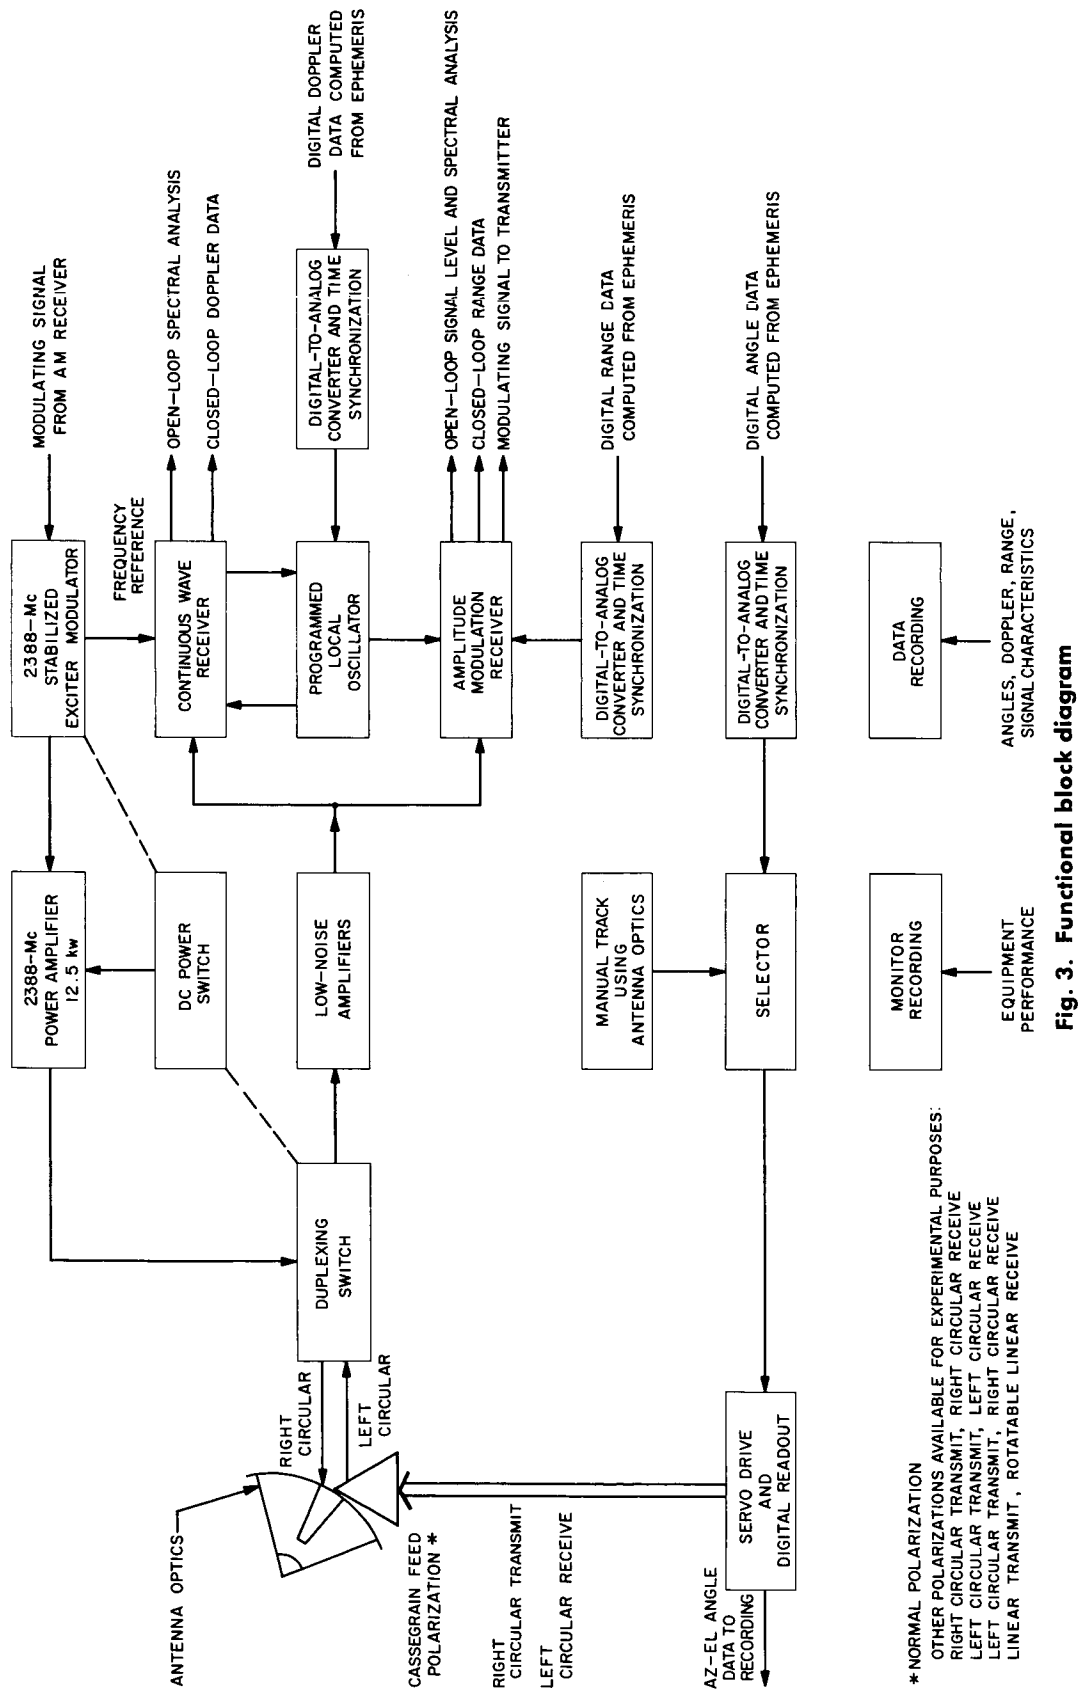 MODULATING SIGNAL
FROM AM RECEIVER
2388-Mc
STABILIZED
EXCITER MODULATOR
2388-Mc
POWER AMPLIFIER
12.5 kw
FREQUENCY
REFERENCE
OPEN-LOOP SPECTRAL ANALYSIS
CLOSED-LOOP DOPPLER DATA
CONTINUOUS WAVE
RECEIVER
DC POWER
SWITCH
DIGITAL DOPPLER
DATA COMPUTED
FROM EPHEMERIS
DIGITAL-TO-ANALOG
CONVERTER AND TIME
SYNCHRONIZATION
PROGRAMMED
LOCAL
OSCILLATOR
LOW-NOISE
AMPLIFIERS
DUPLEXING
SWITCH
RIGHT
CIRCULAR
LEFT
CIRCULAR
ANTENNA OPTICS
CASSEGRAIN FEED
POLARIZATION *
RIGHT
CIRCULAR TRANSMIT
LEFT
CIRCULAR RECEIVE
OPEN-LOOP SIGNAL LEVEL AND SPECTRAL ANALYSIS
CLOSED-LOOP RANGE DATA
MODULATING SIGNAL TO TRANSMITTER
AMPLITUDE
MODULATION
RECEIVER
DIGITAL RANGE DATA
COMPUTED FROM EPHEMERIS
DIGITAL-TO-ANALOG
CONVERTER AND TIME
SYNCHRONIZATION
MANUAL TRACK
USING
ANTENNA OPTICS
DIGITAL ANGLE DATA
COMPUTED FROM EPHEMERIS
DIGITAL-TO-ANALOG
CONVERTER AND TIME
SYNCHRONIZATION
SELECTOR
SERVO DRIVE
AND
DIGITAL READOUT
AZ-EL ANGLE
DATA TO
RECORDING
DATA
RECORDING
ANGLES, DOPPLER, RANGE,
SIGNAL CHARACTERISTICS
MONITOR
RECORDING
EQUIPMENT
PERFORMANCE
*NORMAL POLARIZATION
OTHER POLARIZATIONS AVAILABLE FOR EXPERIMENTAL PURPOSES:
RIGHT CIRCULAR TRANSMIT, RIGHT CIRCULAR RECEIVE
LEFT CIRCULAR TRANSMIT, LEFT CIRCULAR RECEIVE
LEFT CIRCULAR TRANSMIT, RIGHT CIRCULAR RECEIVE
LINEAR TRANSMIT, ROTATABLE LINEAR RECEIVE
Fig. 3. Functional block diagram